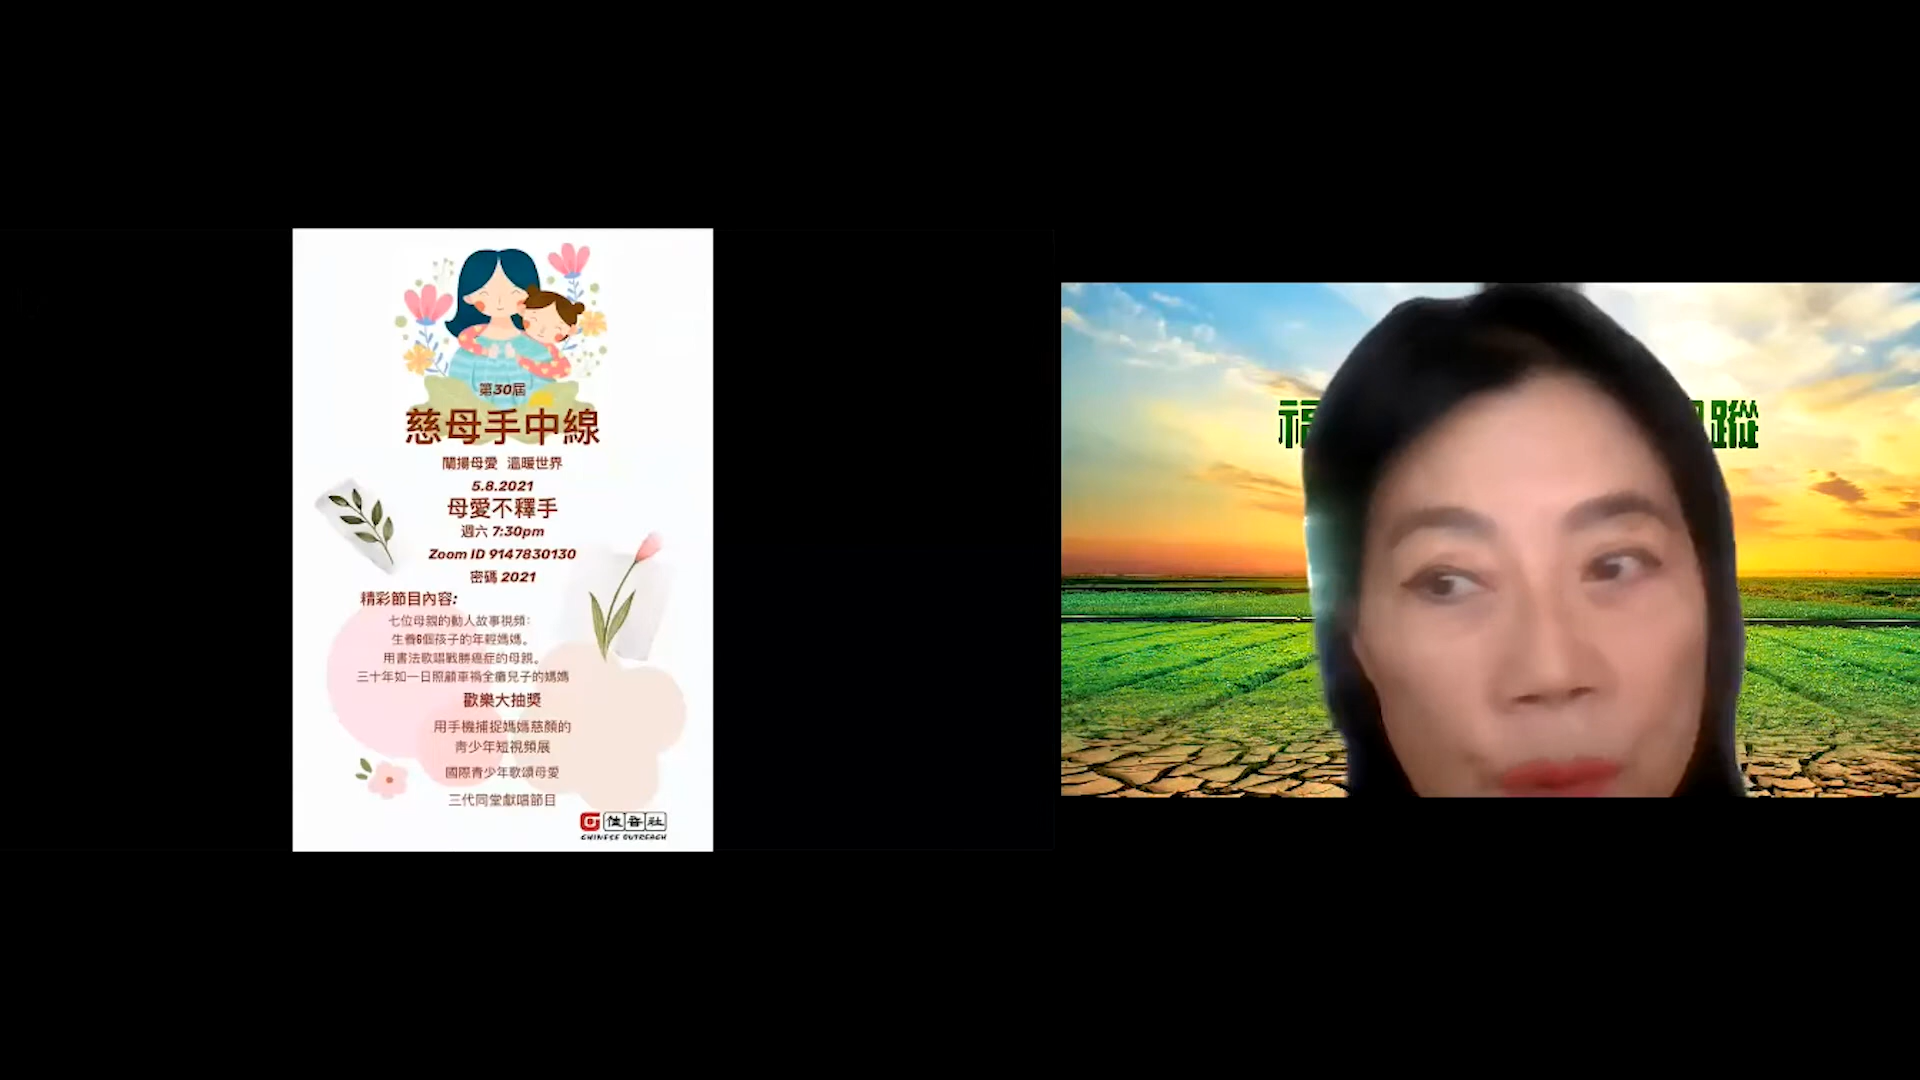 第30屆
慈母手中線
闡揚母愛 溫暖世界
5.8.2021
母愛不釋手
週六 7:30pm
Zoom ID 9147830130
密碼 2021
精彩節目內容:
七位母親的動人故事視頻:
生養6個孩子的年輕媽媽。
用書法歌唱戰勝癌症的母親。
三十年如一日照顧車禍全癱兒子的媽媽
歡樂大抽獎
用手機捕捉媽媽慈顏的
青少年短視頻展
國際青少年歌頌母愛
三代同堂獻唱節目
佳音社
CHINESE OUTREACH
福 蹤